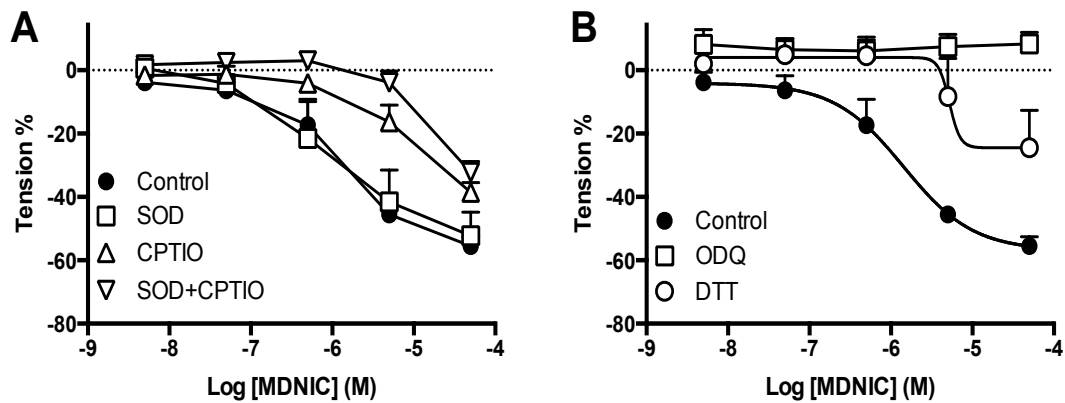 A
Tension %
0
-20
-40
-60
-80
Control
SOD
CPTIO
SOD+CPTIO
-9 -8 -7 -6 -5 -4
Log [MDNIC] (M)
B
Tension %
0
-20
-40
-60
-80
Control
ODQ
DTT
-9 -8 -7 -6 -5 -4
Log [MDNIC] (M)